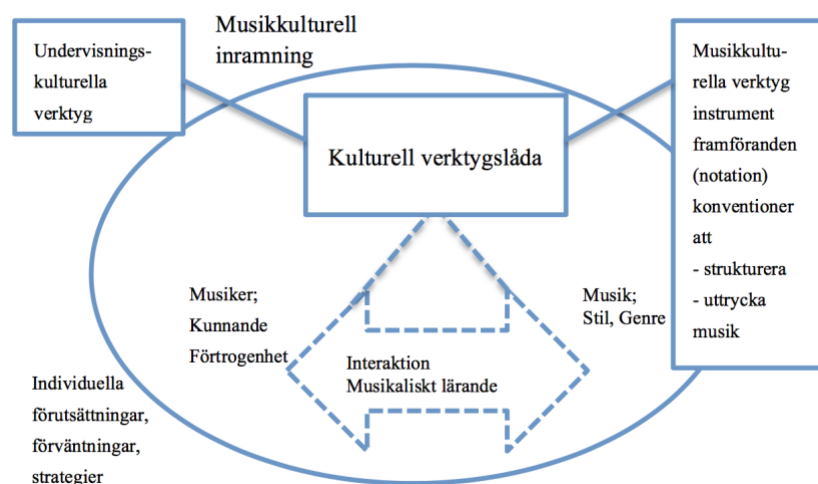 Musikkulturell
inramning
Undervisnings-
kulturella
verktyg
Kulturell verktygslåda
Musikkultu-
rella verktyg
instrument
framföranden
(notation)
konventioner
att
- strukturera
- uttrycka
musik
Musiker;
Kunnande
Förtrogenhet
Musik;
Stil, Genre
Interaktion
Musikaliskt lärande
Individuella
förutsättningar,
förväntningar,
strategier